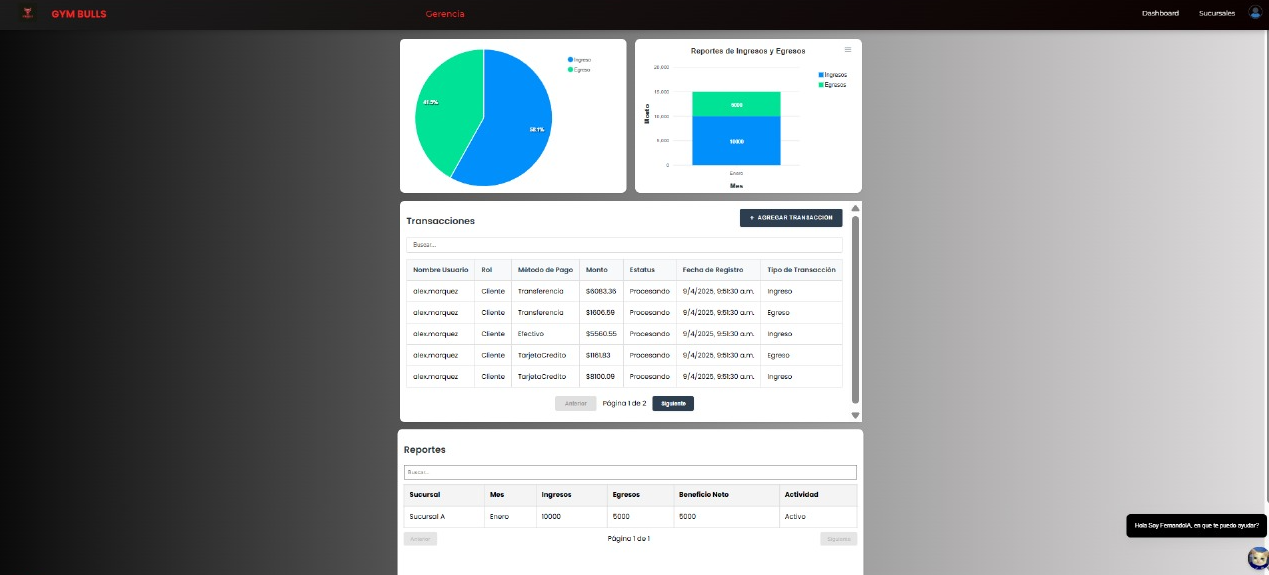 GYM BULLS
Gerencia
Dashboard Sucursales
Ingreso
Egreso
41.9%
58.1%
Reportes de Ingresos y Egresos
20,000
15,000
10,000
5,000
0
Monto
5000
10000
Enero
Mes
Ingresos
Egresos
Transacciones
+ AGREGAR TRANSACCIÓN
Buscar...
Nombre Usuario Rol Método de Pago Monto Estatus Fecha de Registro Tipo de Transacción
alex.marquez Cliente Transferencia $6083.36 Procesando 9/4/2025, 9:51:30 a.m. Ingreso
alex.marquez Cliente Transferencia $1606.59 Procesando 9/4/2025, 9:51:30 a.m. Egreso
alex.marquez Cliente Efectivo $5560.55 Procesando 9/4/2025, 9:51:30 a.m. Ingreso
alex.marquez Cliente TarjetaCredito $1161.83 Procesando 9/4/2025, 9:51:30 a.m. Egreso
alex.marquez Cliente TarjetaCredito $8100.09 Procesando 9/4/2025, 9:51:30 a.m. Ingreso
Anterior Página 1 de 2 Siguiente
Reportes
Buscar...
Sucursal Mes Ingresos Egresos Beneficio Neto Actividad
Sucursal A Enero 10000 5000 5000 Activo
Anterior Página 1 de 1 Siguiente
Hola Soy FernandoIA, en que te puedo ayudar?